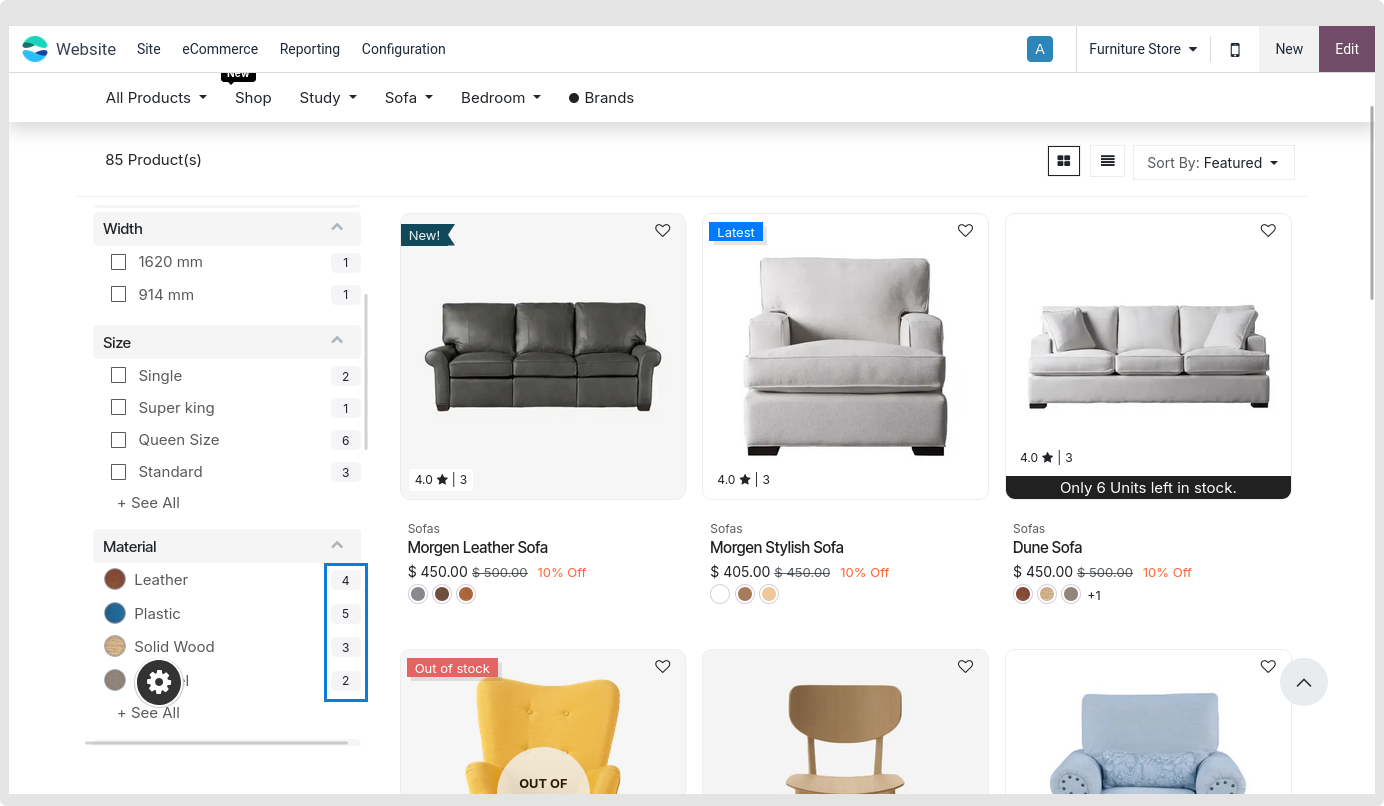 Website Site eCommerce Reporting Configuration A Furniture Store New Edit
New
All Products Shop Study Sofa Bedroom Brands
85 Product(s)
Sort By: Featured
Width
1620 mm 1
914 mm 1
Size
Single 2
Super king 1
Queen Size 6
Standard 3
+ See All
Material
Leather 4
Plastic 5
Solid Wood 3
2
+ See All
New!
4.0 ★ | 3
Sofas
Morgen Leather Sofa
$ 450.00 $ 500.00 10% Off
Latest
4.0 ★ | 3
Sofas
Morgen Stylish Sofa
$ 405.00 $ 450.00 10% Off
4.0 ★ | 3
Only 6 Units left in stock.
Sofas
Dune Sofa
$ 450.00 $ 500.00 10% Off
+1
Out of stock
OUT OF